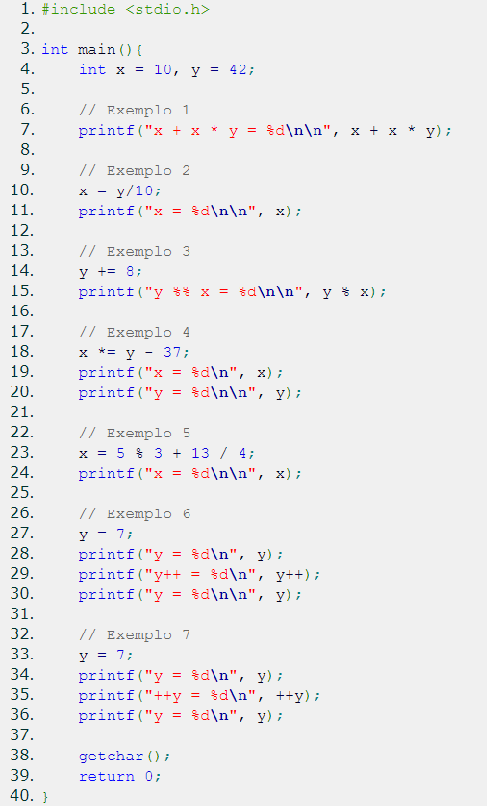 1. #include <stdio.h>
2.
3. int main(){
4. int x = 10, y = 42;
5.
6. // Exemplo 1
7. printf("x + x * y = %d\n\n", x + x * y);
8.
9. // Exemplo 2
10. x - y/10;
11. printf("x = %d\n\n", x);
12.
13. // Exemplo 3
14. y += 8;
15. printf("y %% x = %d\n\n", y % x);
16.
17. // Exemplo 4
18. x *= y - 37;
19. printf("x = %d\n", x);
20. printf("y = %d\n\n", y);
21.
22. // Exemplo 5
23. x = 5 % 3 + 13 / 4;
24. printf("x = %d\n\n", x);
25.
26. // Exemplo 6
27. y - 7;
28. printf("y = %d\n", y);
29. printf("y++ = %d\n", y++);
30. printf("y = %d\n\n", y);
31.
32. // Exemplo 7
33. y = 7;
34. printf("y = %d\n", y);
35. printf("++y = %d\n", ++y);
36. printf("y = %d\n", y);
37.
38. getchar();
39. return 0;
40. }